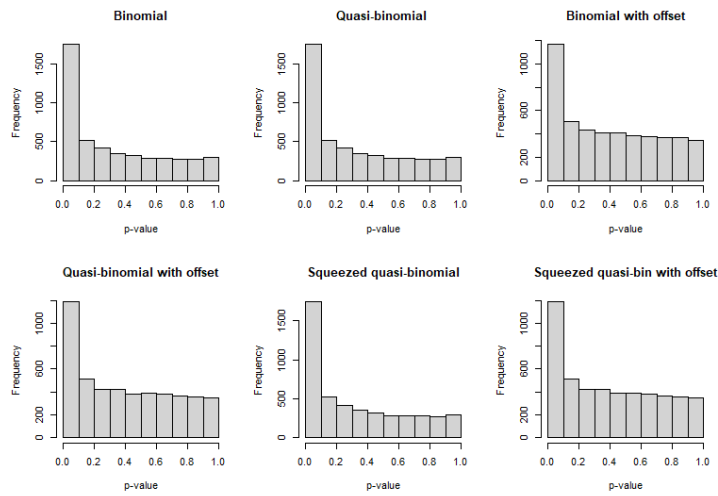 Binomial
Quasi-binomial
Binomial with offset
Frequency
0 500 1000 1500
0.0 0.2 0.4 0.6 0.8 1.0
p-value
Frequency
0 500 1000 1500
0.0 0.2 0.4 0.6 0.8 1.0
p-value
Frequency
0 200 600 1000
0.0 0.2 0.4 0.6 0.8 1.0
p-value
Quasi-binomial with offset
Squeezed quasi-binomial
Squeezed quasi-bin with offset
Frequency
0 200 600 1000
0.0 0.2 0.4 0.6 0.8 1.0
p-value
Frequency
0 500 1000 1500
0.0 0.2 0.4 0.6 0.8 1.0
p-value
Frequency
0 200 600 1000
0.0 0.2 0.4 0.6 0.8 1.0
p-value